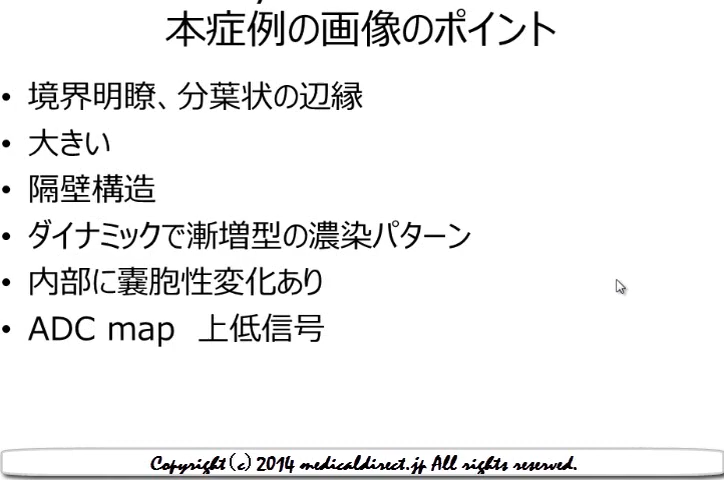 本症例の画像のポイント
• 境界明瞭、分葉状の辺縁
• 大きい
• 隔壁構造
• ダイナミックで漸増型の濃染パターン
• 内部に嚢胞性変化あり
• ADC map 上低信号
Copyright (c) 2014 medicaldirect.jp All rights reserved.